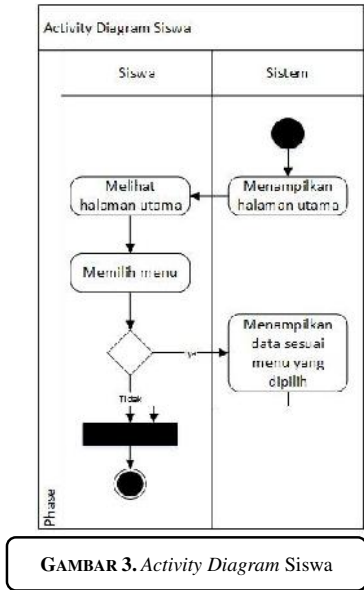 Activity Diagram Siswa
Siswa
Sistem
Melihat
halaman utama
Menampilkan
halaman utama
Memilih menu
ya
Menampilkan
data sesuai
menu yang
dipilih
Tidak
Phase
GAMBAR 3. Activity Diagram Siswa